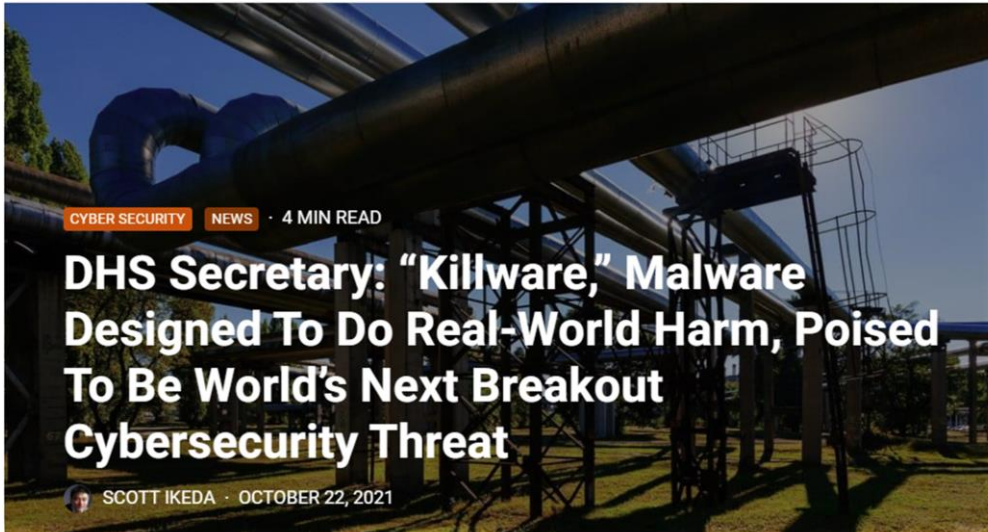 CYBER SECURITY NEWS · 4 MIN READ
DHS Secretary: “Killware,” Malware
Designed To Do Real-World Harm, Poised
To Be World’s Next Breakout
Cybersecurity Threat
SCOTT IKEDA · OCTOBER 22, 2021